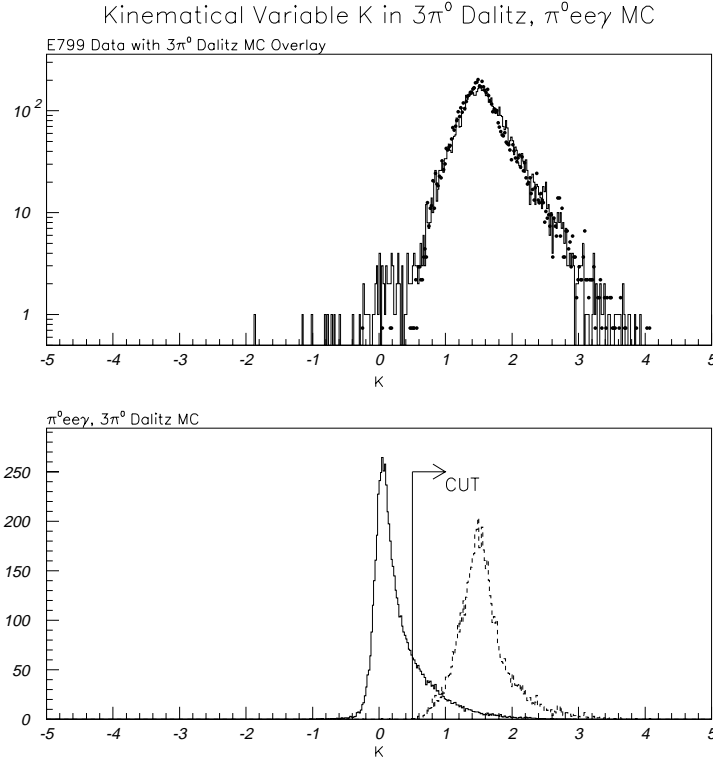 Kinematical Variable K in 3π⁰ Dalitz, π⁰eeγ MC
E799 Data with 3π⁰ Dalitz MC Overlay
10²
10
1
-5 -4 -3 -2 -1 0 1 2 3 4 5
K
π⁰eeγ, 3π⁰ Dalitz MC
250
CUT
200
150
100
50
0
-5 -4 -3 -2 -1 0 1 2 3 4 5
K